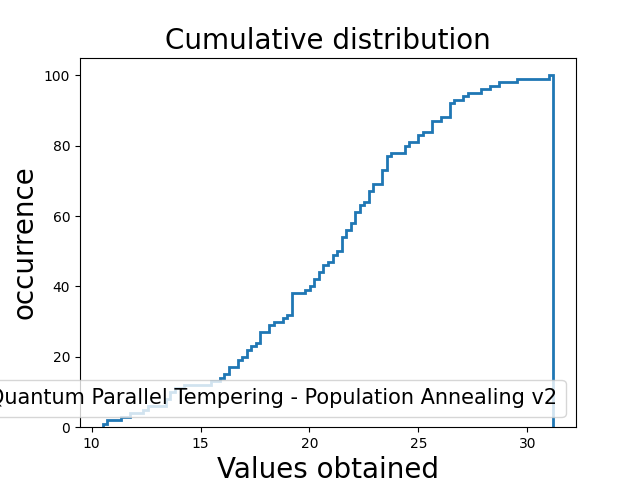 Cumulative distribution
occurrence
100
80
60
40
20
0
Quantum Parallel Tempering - Population Annealing v2
10 15 20 25 30
Values obtained